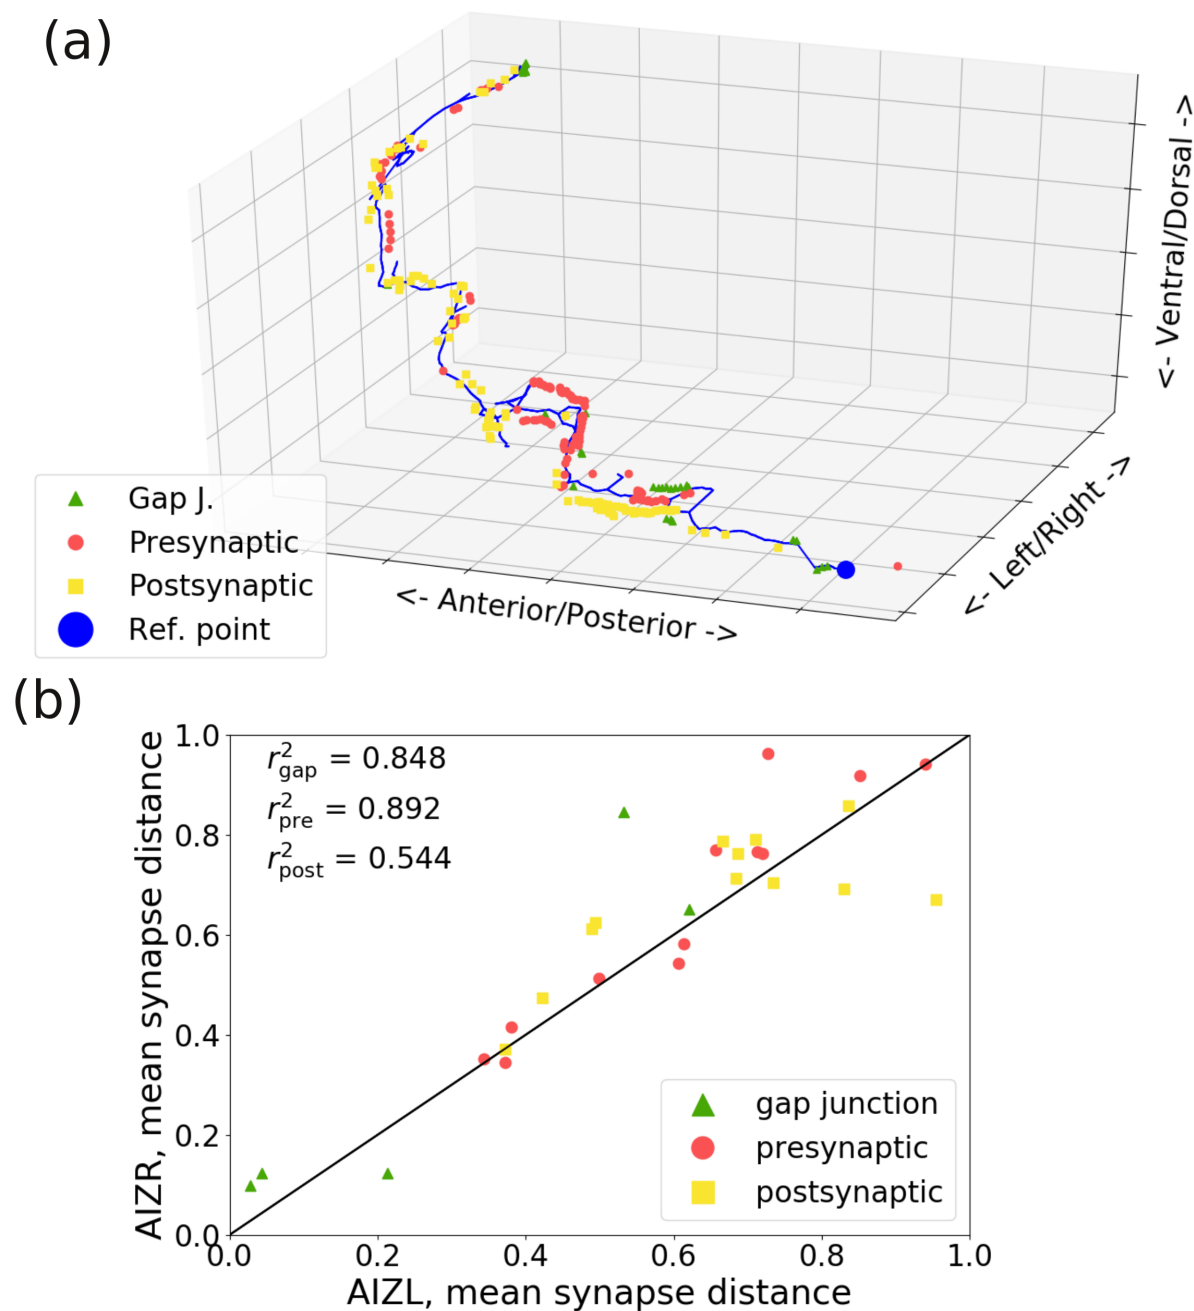 (a)
<- Ventral/Dorsal ->
<- Left/Right ->
<- Anterior/Posterior ->
Gap J.
Presynaptic
Postsynaptic
Ref. point
(b)
r²gap = 0.848
r²pre = 0.892
r²post = 0.544
AIZR, mean synapse distance
1.0
0.8
0.6
0.4
0.2
0.0
gap junction
presynaptic
postsynaptic
0.0 0.2 0.4 0.6 0.8 1.0
AIZL, mean synapse distance